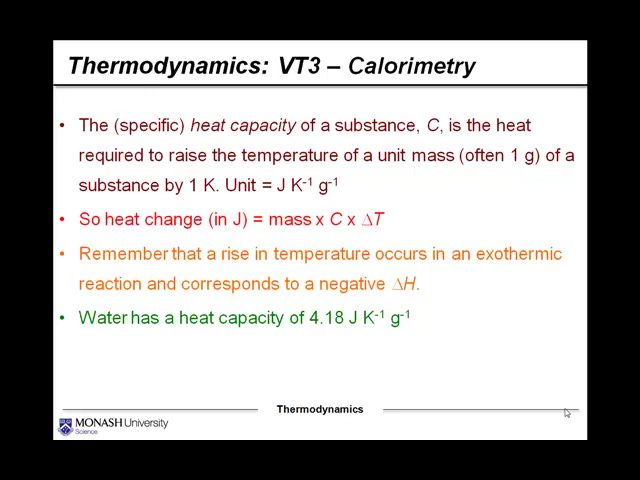 Thermodynamics: VT3 – Calorimetry
• The (specific) heat capacity of a substance, C, is the heat
required to raise the temperature of a unit mass (often 1 g) of a
substance by 1 K. Unit = J K⁻¹ g⁻¹
• So heat change (in J) = mass x C x ΔT
• Remember that a rise in temperature occurs in an exothermic
reaction and corresponds to a negative ΔH.
• Water has a heat capacity of 4.18 J K⁻¹ g⁻¹
Thermodynamics
MONASH University
Science